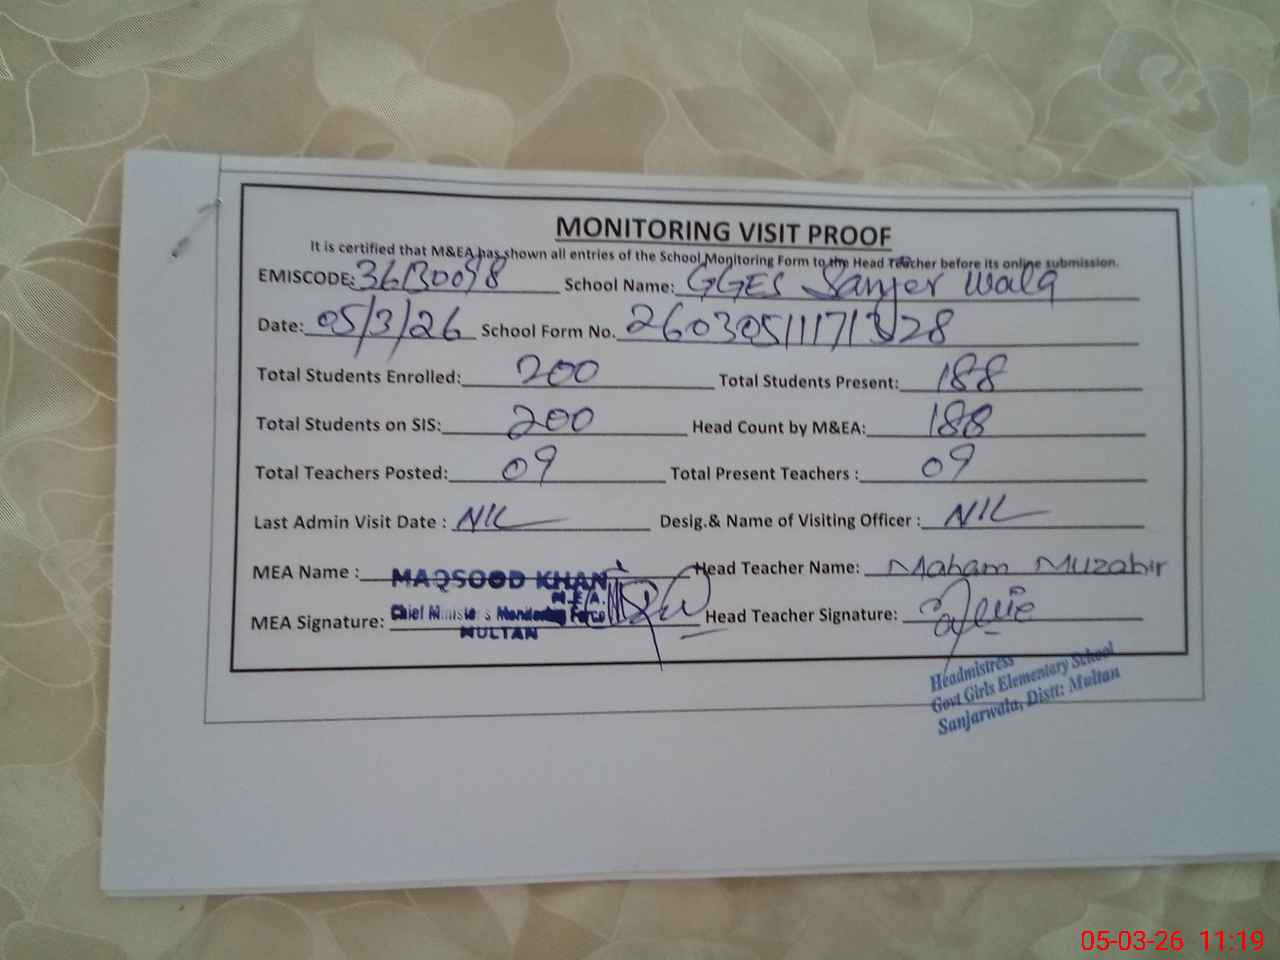 MONITORING VISIT PROOF
It is certified that M&EA has shown all entries of the School Monitoring Form to the Head Teacher before its online submission.
EMISCODE: 36130098 School Name: GGES Sanjer Wala
Date: 05/3/26 School Form No. 26030511171328
Total Students Enrolled: 200 Total Students Present: 188
Total Students on SIS: 200 Head Count by M&EA: 188
Total Teachers Posted: 09 Total Present Teachers : 09
Last Admin Visit Date : NIL Desig.& Name of Visiting Officer : NIL
MEA Name : MAQSOOD KHAN Head Teacher Name: Maham Muzahir
M.E.A.
MEA Signature: Chief Minister's Monitoring Force Head Teacher Signature:
MULTAN
Headmistress
Govt Girls Elementary School
Sanjarwala, Distt: Multan
05-03-26 11:19